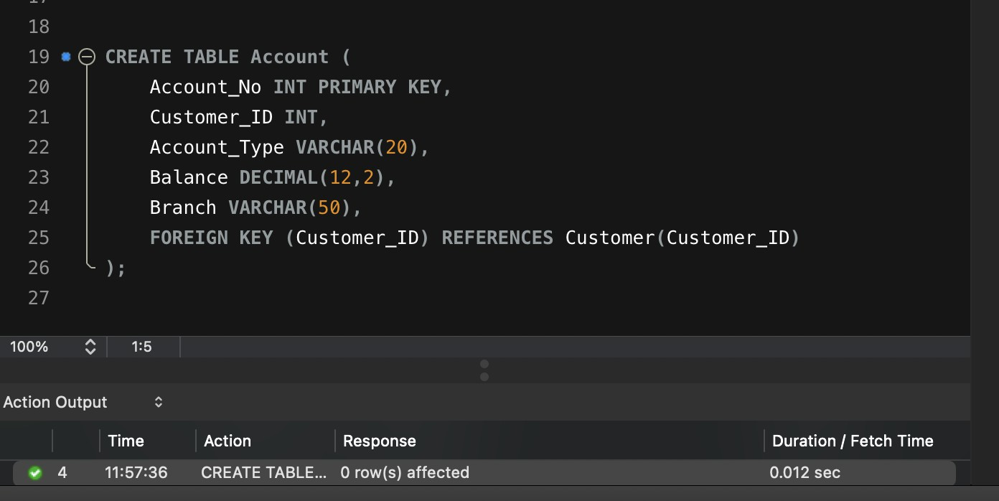 17
18
19 CREATE TABLE Account (
20 Account_No INT PRIMARY KEY,
21 Customer_ID INT,
22 Account_Type VARCHAR(20),
23 Balance DECIMAL(12,2),
24 Branch VARCHAR(50),
25 FOREIGN KEY (Customer_ID) REFERENCES Customer(Customer_ID)
26 );
27
100% 1:5
Action Output
Time Action Response Duration / Fetch Time
4 11:57:36 CREATE TABLE... 0 row(s) affected 0.012 sec